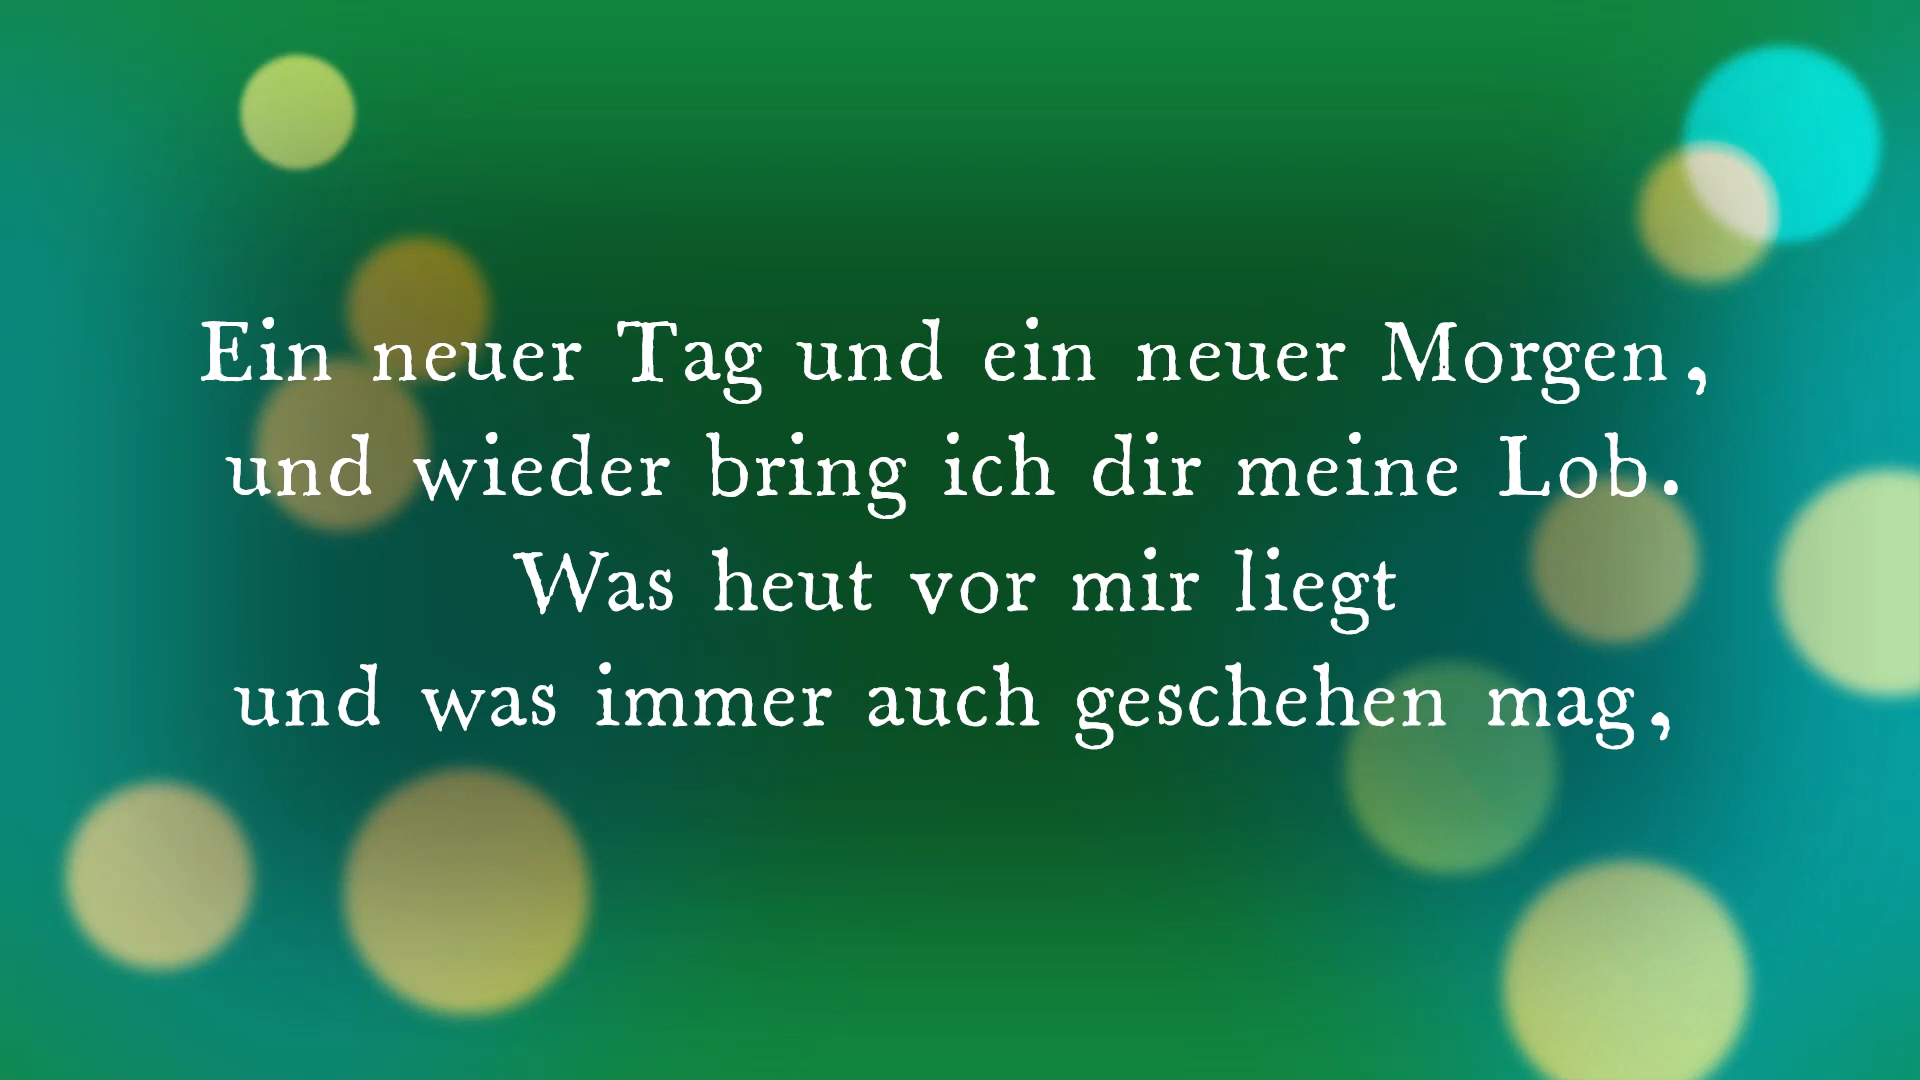 Ein neuer Tag und ein neuer Morgen,
und wieder bring ich dir meine Lob.
Was heut vor mir liegt
und was immer auch geschehen mag,